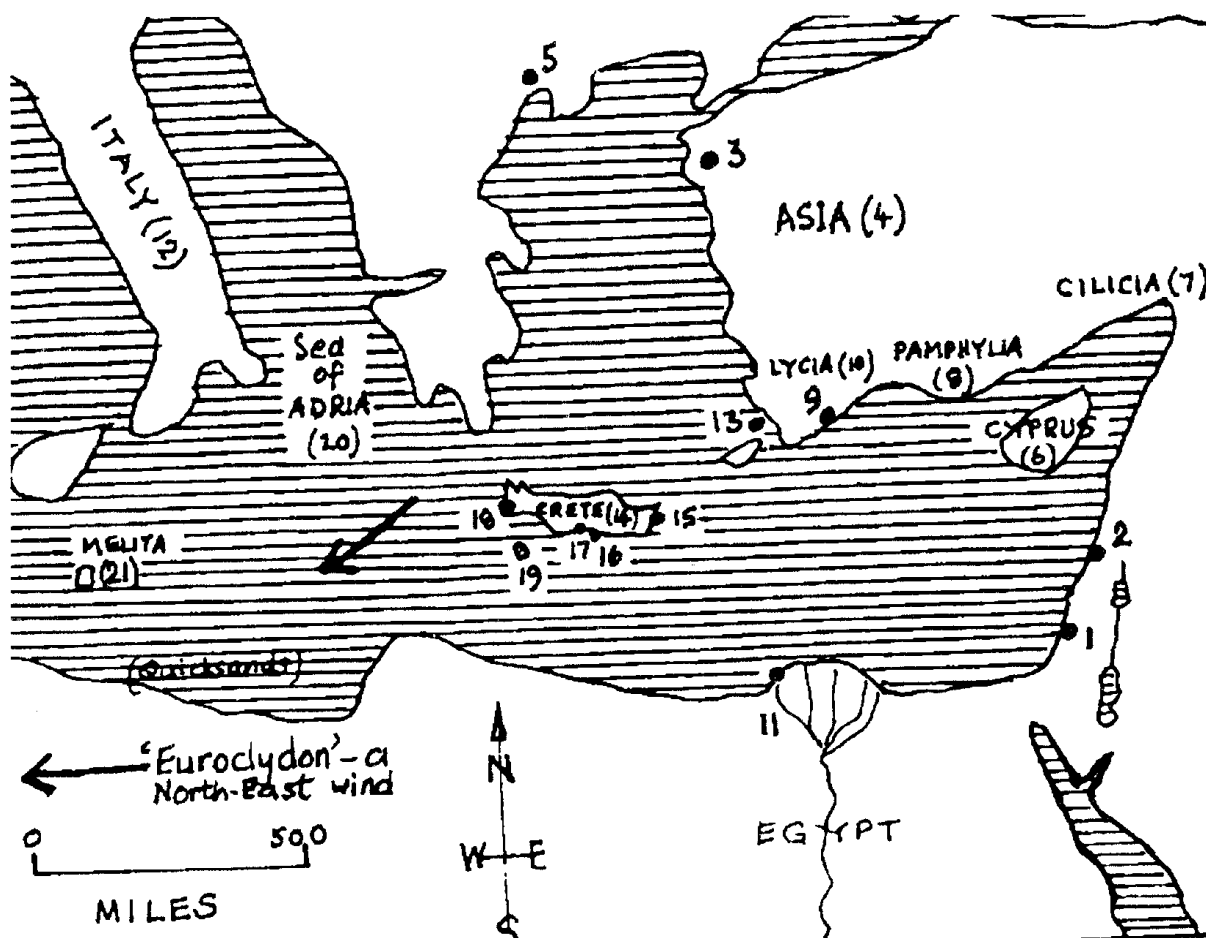 5
ITALY (12)
3
ASIA (4)
CILICIA (7)
Sea
of
ADRIA
(20)
LYCIA (10)
PAMPHYLIA
(8)
9
13
CYPRUS
(6)
18
CRETE (14)
15
17
16
19
2
MELITA
(21)
1
(Quicksands)
11
'Euroclydon' - a
North-East wind
N
W E
S
0 500
MILES
EGYPT